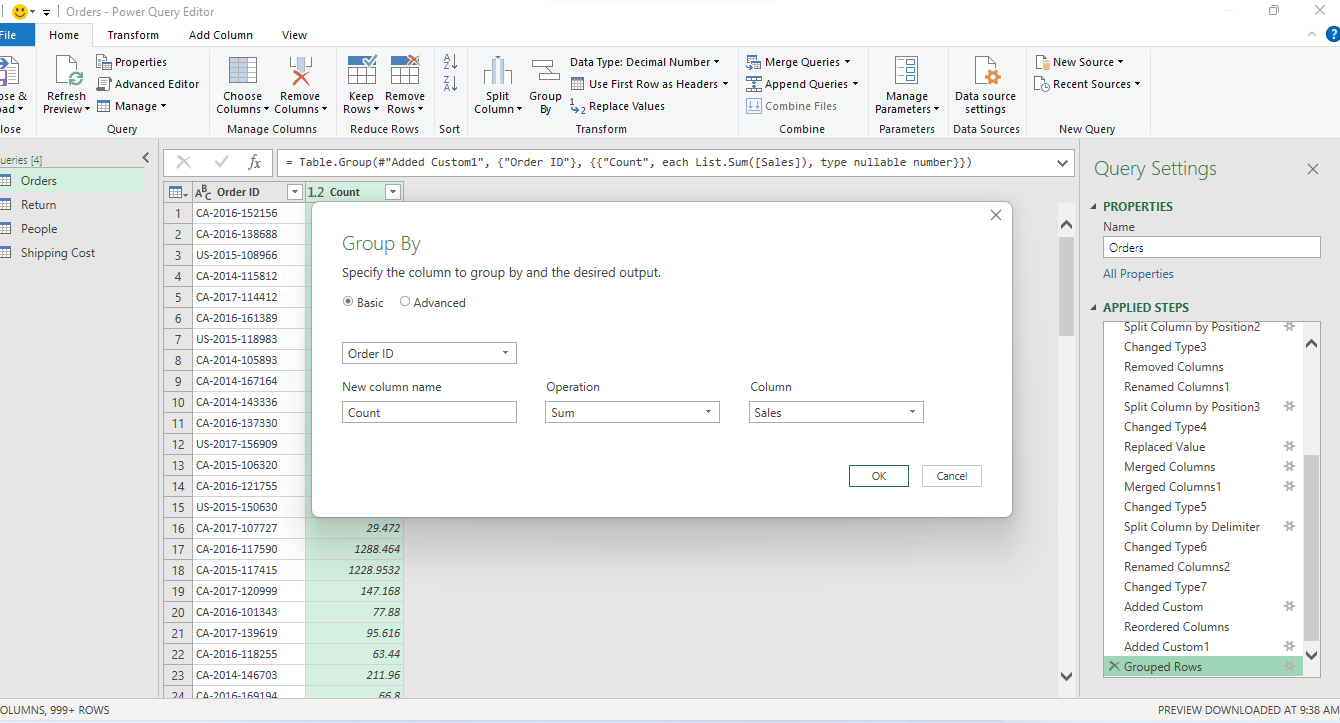 Orders - Power Query Editor
File Home Transform Add Column View
Properties
Advanced Editor
Manage
Refresh Preview
Query
Choose Columns
Remove Columns
Manage Columns
Keep Rows
Remove Rows
Reduce Rows
Sort
Split Column
Group By
Data Type: Decimal Number
Use First Row as Headers
Replace Values
Transform
Merge Queries
Append Queries
Combine Files
Combine
Manage Parameters
Parameters
Data source settings
Data Sources
New Source
Recent Sources
New Query
ose & oad
lose
ueries [4]
Orders
Return
People
Shipping Cost
fx = Table.Group(#"Added Custom1", {"Order ID"}, {{"Count", each List.Sum([Sales]), type nullable number}})
ABC Order ID 1.2 Count
1 CA-2016-152156
2 CA-2016-138688
3 US-2015-108966
4 CA-2014-115812
5 CA-2017-114412
6 CA-2016-161389
7 US-2015-118983
8 CA-2014-105893
9 CA-2014-167164
10 CA-2014-143336
11 CA-2016-137330
12 US-2017-156909
13 CA-2015-106320
14 CA-2016-121755
15 US-2015-150630
16 CA-2017-107727 29.472
17 CA-2016-117590 1288.464
18 CA-2015-117415 1228.9532
19 CA-2017-120999 147.168
20 CA-2016-101343 77.88
21 CA-2017-139619 95.616
22 CA-2016-118255 63.44
23 CA-2014-146703 211.96
24 CA-2016-169194 66.8
Group By
Specify the column to group by and the desired output.
Basic Advanced
Order ID
New column name Operation Column
Count Sum Sales
OK Cancel
Query Settings
PROPERTIES
Name
Orders
All Properties
APPLIED STEPS
Split Column by Position2
Changed Type3
Removed Columns
Renamed Columns1
Split Column by Position3
Changed Type4
Replaced Value
Merged Columns
Merged Columns1
Changed Type5
Split Column by Delimiter
Changed Type6
Renamed Columns2
Changed Type7
Added Custom
Reordered Columns
Added Custom1
Grouped Rows
OLUMNS, 999+ ROWS
PREVIEW DOWNLOADED AT 9:38 AM